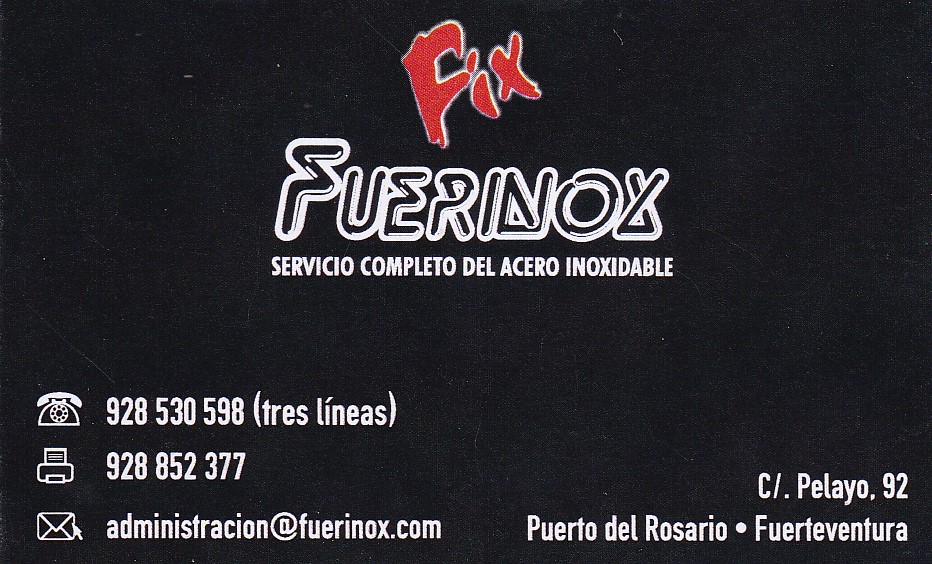 Fix
FUERINOX
SERVICIO COMPLETO DEL ACERO INOXIDABLE
928 530 598 (tres líneas)
928 852 377
administracion@fuerinox.com
C/. Pelayo, 92
Puerto del Rosario • Fuerteventura